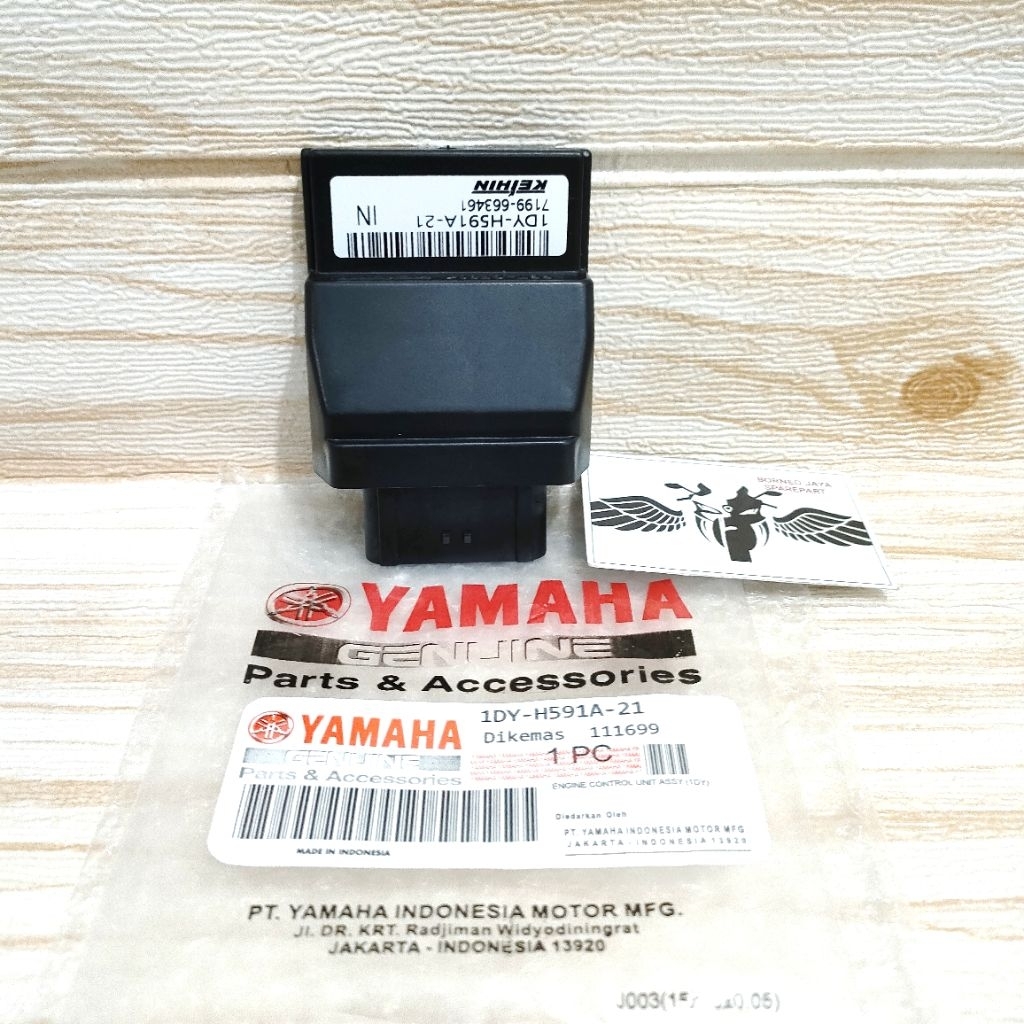 KEIHIN
7199-663461
1DY-H591A-21
IN
BORNEO JAYA
SPAREPART
YAMAHA
GENUINE
Parts & Accessories
YAMAHA
GENUINE
Parts & Accessories
1DY-H591A-21
Dikemas 111699
1 PC
ENGINE CONTROL UNIT ASSY (1DY)
Diedarkan Oleh
PT. YAMAHA INDONESIA MOTOR MFG
JAKARTA - INDONESIA 13920
MADE IN INDONESIA
PT. YAMAHA INDONESIA MOTOR MFG.
Jl. DR. KRT. Radjiman Widyodiningrat
JAKARTA - INDONESIA 13920